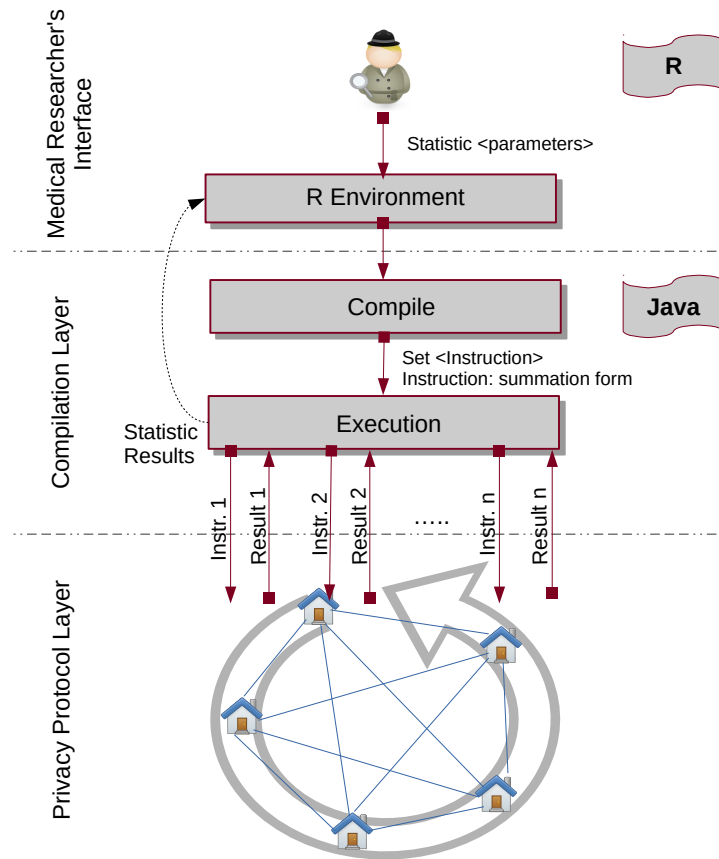 Medical Researcher's
Interface
R
Statistic <parameters>
R Environment
Compilation Layer
Compile
Java
Set <Instruction>
Instruction: summation form
Execution
Statistic
Results
Instr. 1
Result 1
Instr. 2
Result 2
.....
Instr. n
Result n
Privacy Protocol Layer